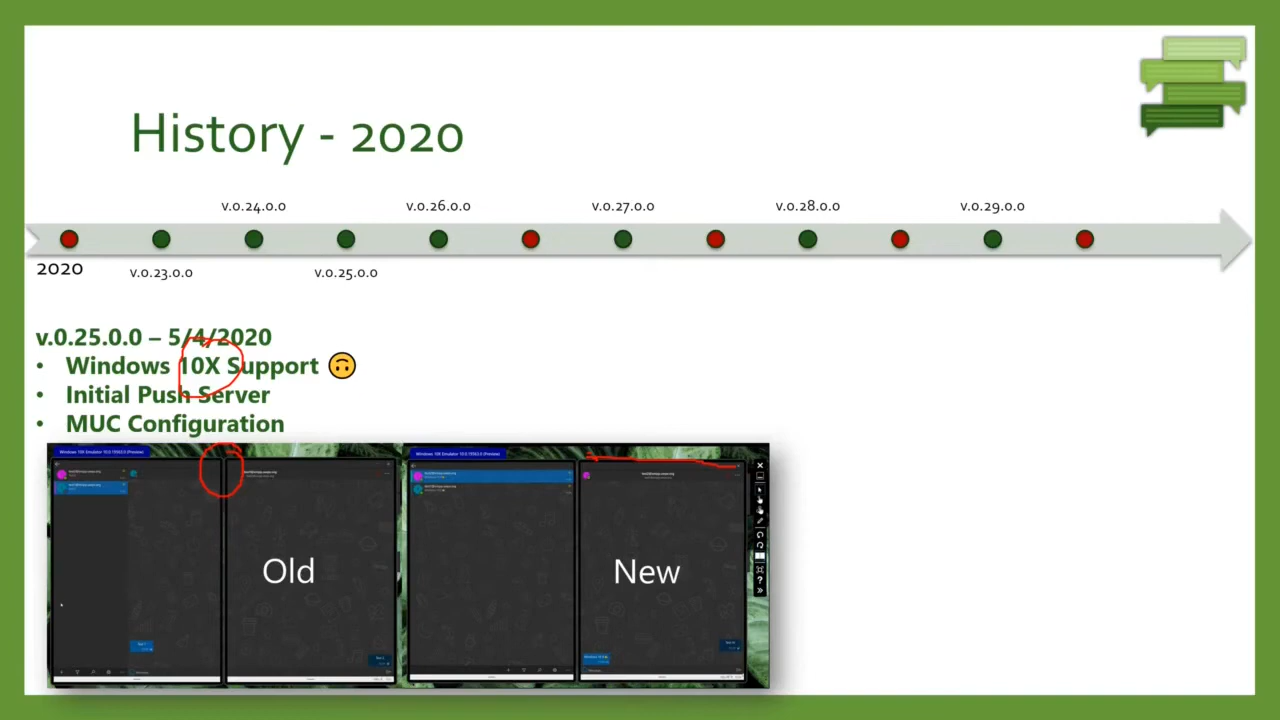 History - 2020
v.0.24.0.0
v.0.26.0.0
v.0.27.0.0
v.0.28.0.0
v.0.29.0.0
2020
v.0.23.0.0
v.0.25.0.0
v.0.25.0.0 – 5/4/2020
• Windows 10X Support 🙃
• Initial Push Server
• MUC Configuration
Old
New